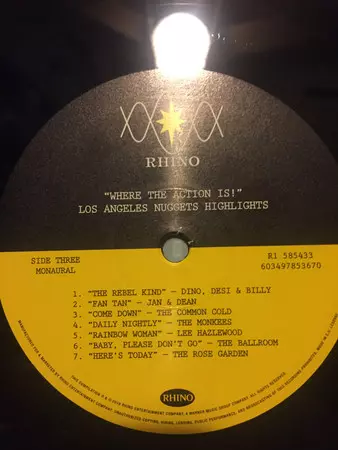 RHINO
"WHERE THE ACTION IS!"
LOS ANGELES NUGGETS HIGHLIGHTS
SIDE THREE
MONAURAL
R1 585433
603497853670
1. "THE REBEL KIND" — DINO, DESI & BILLY
2. "FAN TAN" — JAN & DEAN
3. "COME DOWN" — THE COMMON COLD
4. "DAILY NIGHTLY" — THE MONKEES
5. "RAINBOW WOMAN" — LEE HAZLEWOOD
6. "BABY, PLEASE DON'T GO" — THE BALLROOM
7. "HERE'S TODAY" — THE ROSE GARDEN
RHINO